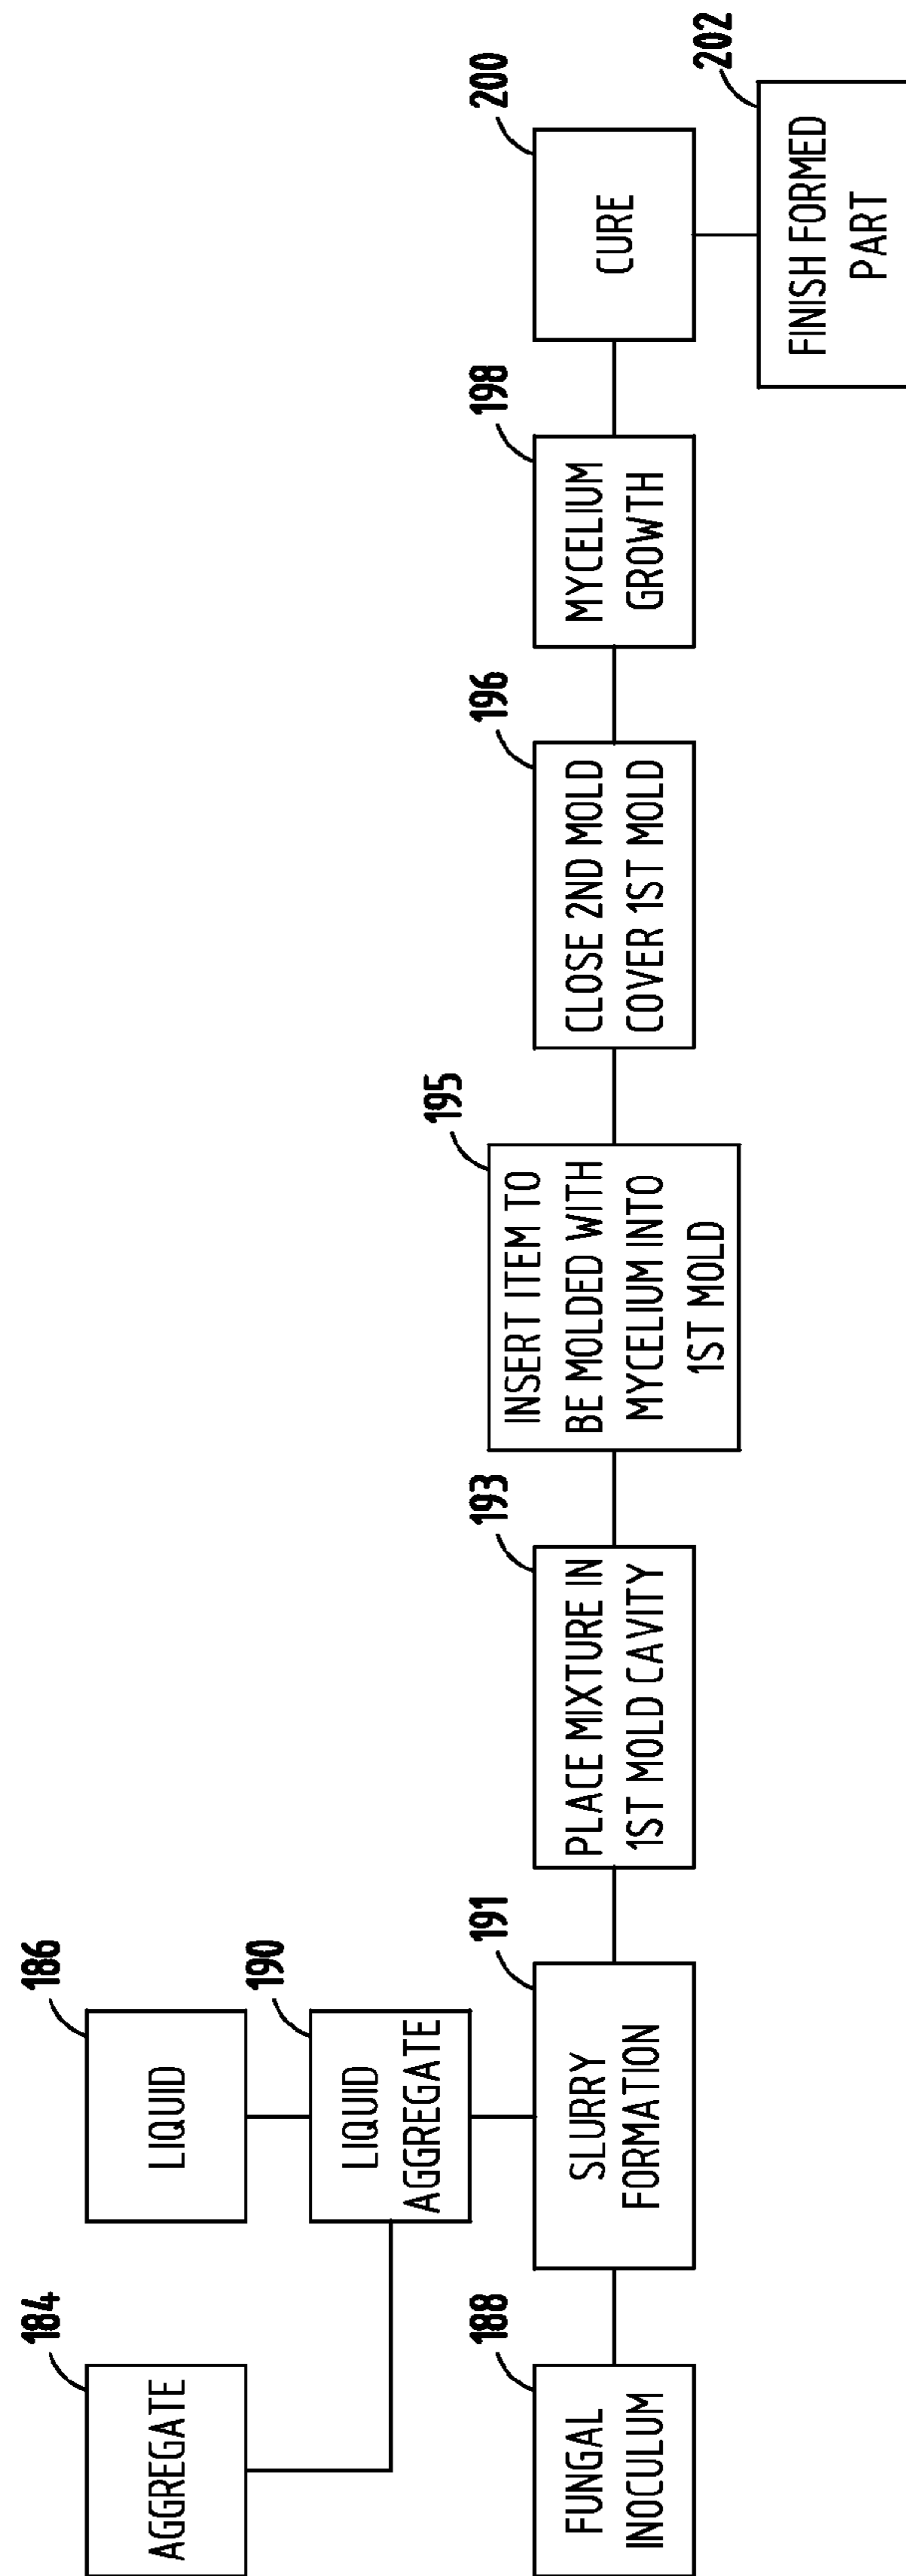 184
AGGREGATE
186
LIQUID
190
LIQUID
AGGREGATE
188
FUNGAL
INOCULUM
191
SLURRY
FORMATION
193
PLACE MIXTURE IN
1ST MOLD CAVITY
195
INSERT ITEM TO
BE MOLDED WITH
MYCELIUM INTO
1ST MOLD
196
CLOSE 2ND MOLD
COVER 1ST MOLD
198
MYCELIUM
GROWTH
200
CURE
202
FINISH FORMED
PART